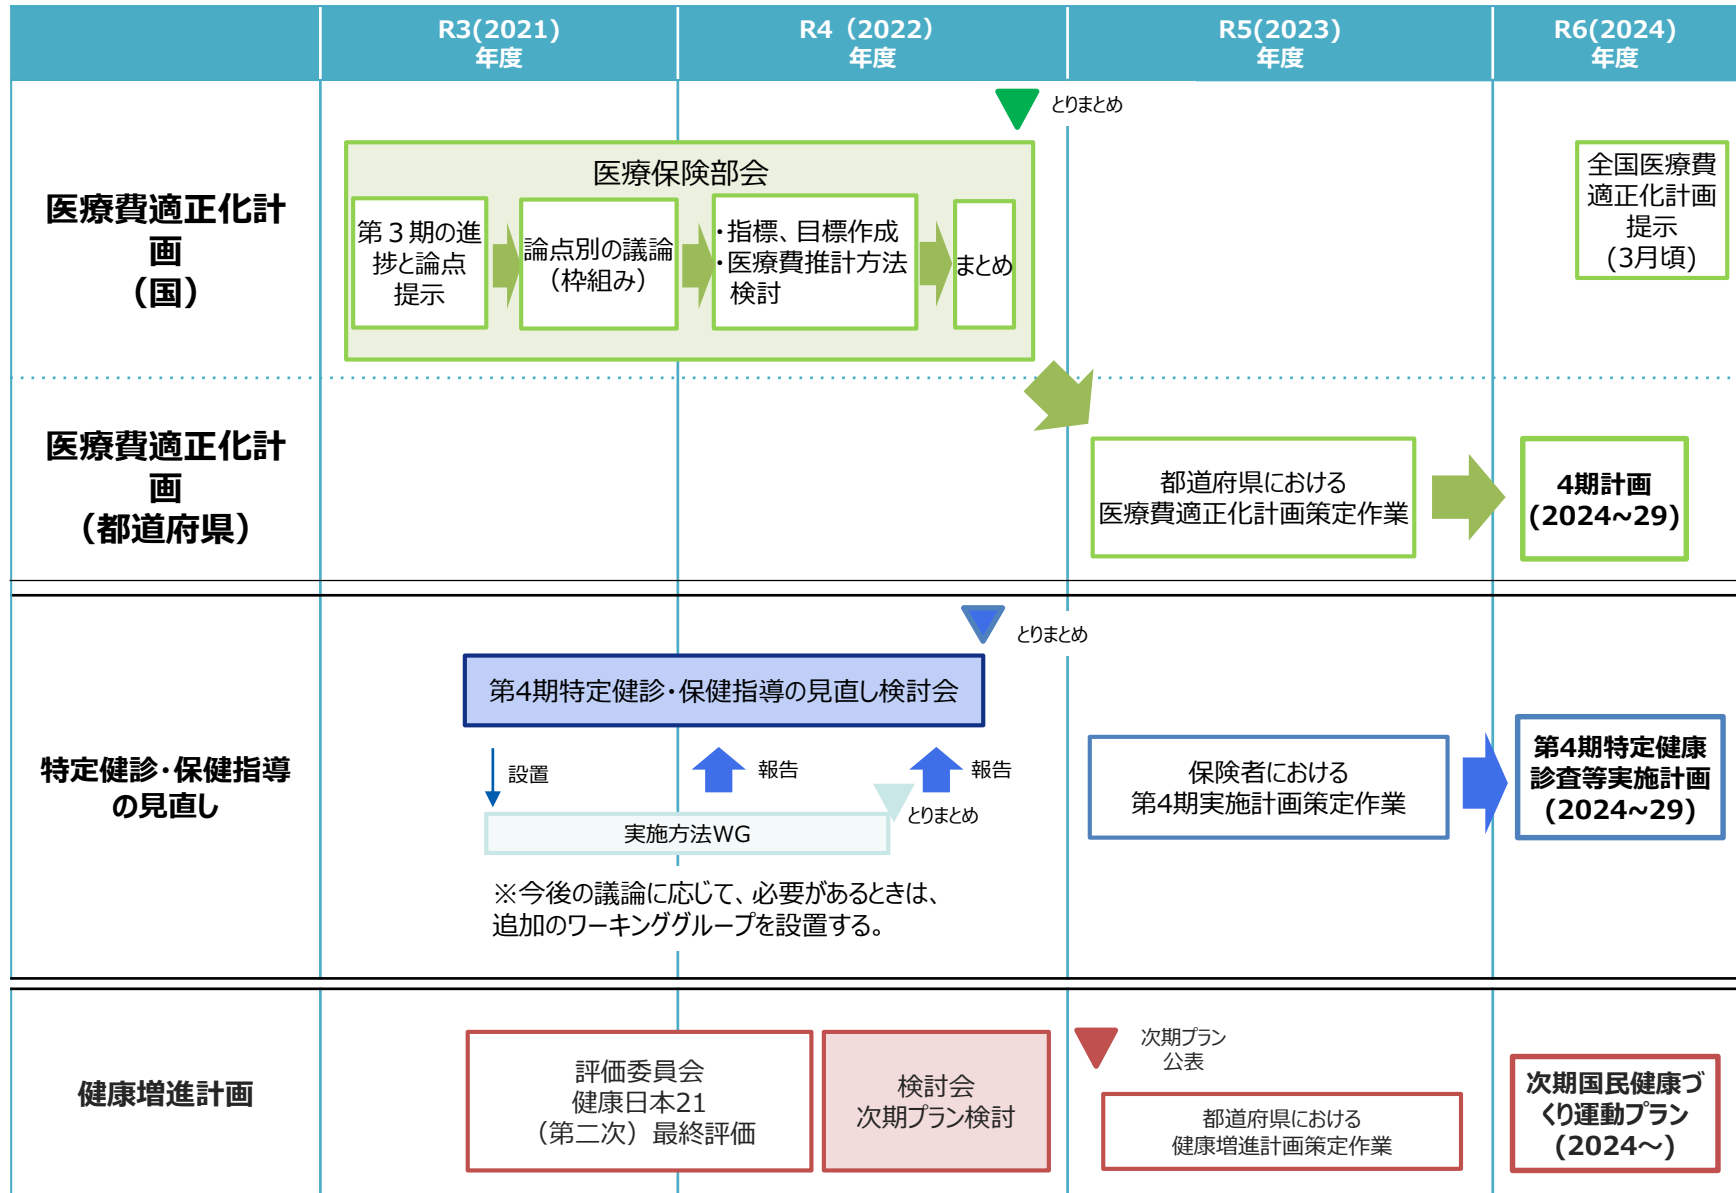 R3(2021)
年度
R4（2022）
年度
R5(2023)
年度
R6(2024)
年度
医療費適正化計
画
（国）
とりまとめ
医療保険部会
第３期の進
捗と論点
提示
論点別の議論
（枠組み）
・指標、目標作成
・医療費推計方法
検討
まとめ
全国医療費
適正化計画
提示
(3月頃)
医療費適正化計
画
（都道府県）
都道府県における
医療費適正化計画策定作業
4期計画
(2024~29)
特定健診・保健指導
の見直し
とりまとめ
第4期特定健診・保健指導の見直し検討会
設置
報告
報告
とりまとめ
実施方法WG
※今後の議論に応じて、必要があるときは、
追加のワーキンググループを設置する。
保険者における
第4期実施計画策定作業
第4期特定健康
診査等実施計画
(2024~29)
健康増進計画
評価委員会
健康日本21
（第二次）最終評価
検討会
次期プラン検討
次期プラン
公表
都道府県における
健康増進計画策定作業
次期国民健康づ
くり運動プラン
(2024～)